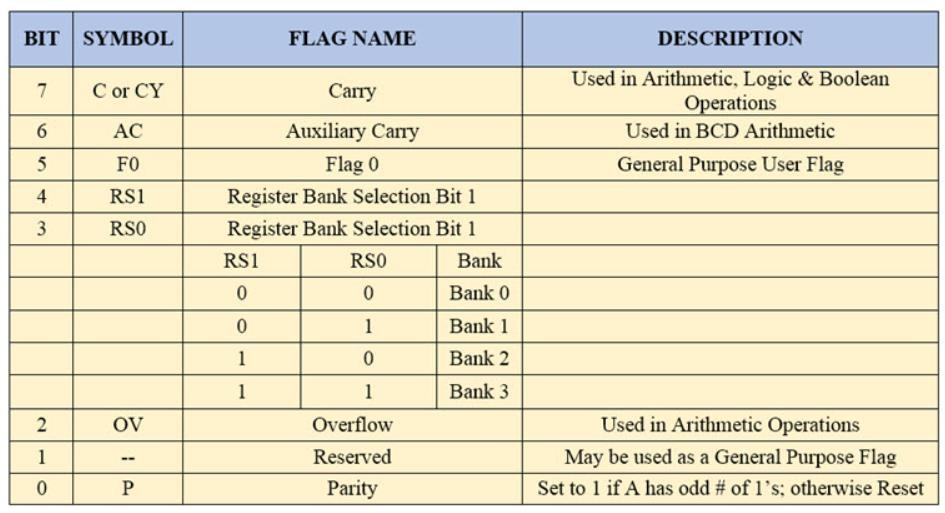 BIT SYMBOL FLAG NAME DESCRIPTION
7 C or CY Carry Used in Arithmetic, Logic & Boolean
Operations
6 AC Auxiliary Carry Used in BCD Arithmetic
5 F0 Flag 0 General Purpose User Flag
4 RS1 Register Bank Selection Bit 1
3 RS0 Register Bank Selection Bit 1
RS1 RS0 Bank
0 0 Bank 0
0 1 Bank 1
1 0 Bank 2
1 1 Bank 3
2 OV Overflow Used in Arithmetic Operations
1 -- Reserved May be used as a General Purpose Flag
0 P Parity Set to 1 if A has odd # of 1’s; otherwise Reset